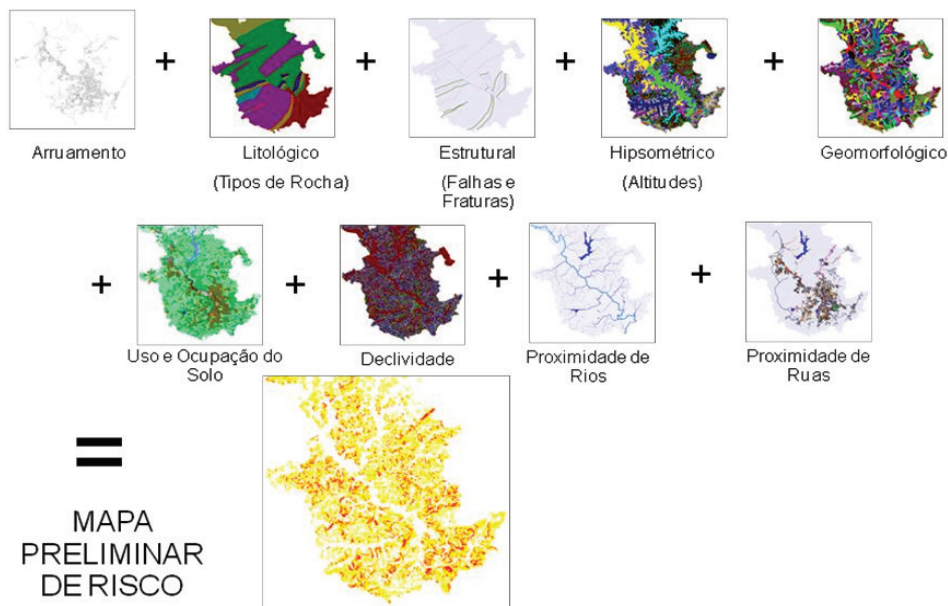 Arruamento
Litológico
(Tipos de Rocha)
Estrutural
(Falhas e
Fraturas)
Hipsométrico
(Altitudes)
Geomorfológico
Uso e Ocupação do
Solo
Declividade
Proximidade de
Rios
Proximidade de
Ruas
MAPA
PRELIMINAR
DE RISCO